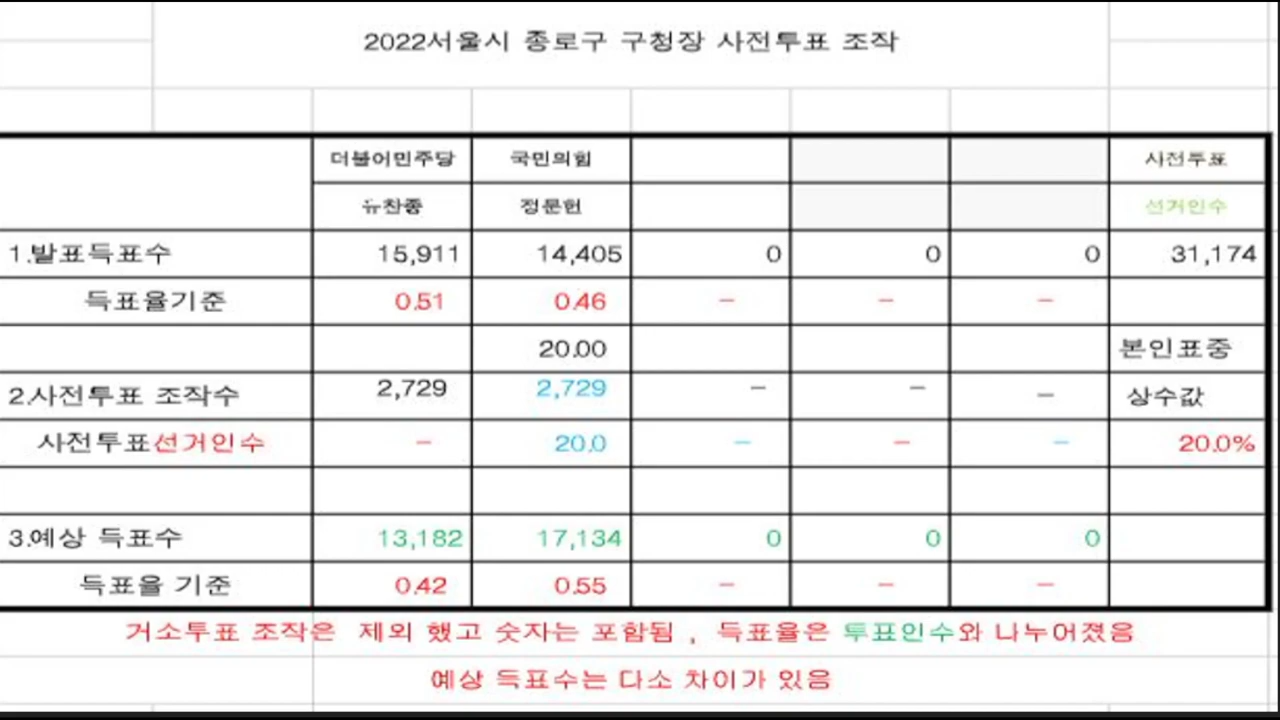 2022서울시 종로구 구청장 사전투표 조작
더불어민주당 국민의힘 사전투표
유찬종 정문헌 선거인수
1.발표득표수 15,911 14,405 0 0 0 31,174
득표율기준 0.51 0.46 - - -
20.00 본인표중
2.사전투표 조작수 2,729 2,729 - - - 상수값
사전투표선거인수 - 20.0 - - - 20.0%
3.예상 득표수 13,182 17,134 0 0 0
득표율 기준 0.42 0.55 - - -
거소투표 조작은 제외 했고 숫자는 포함됨 , 득표율은 투표인수와 나누어졌음
예상 득표수는 다소 차이가 있음